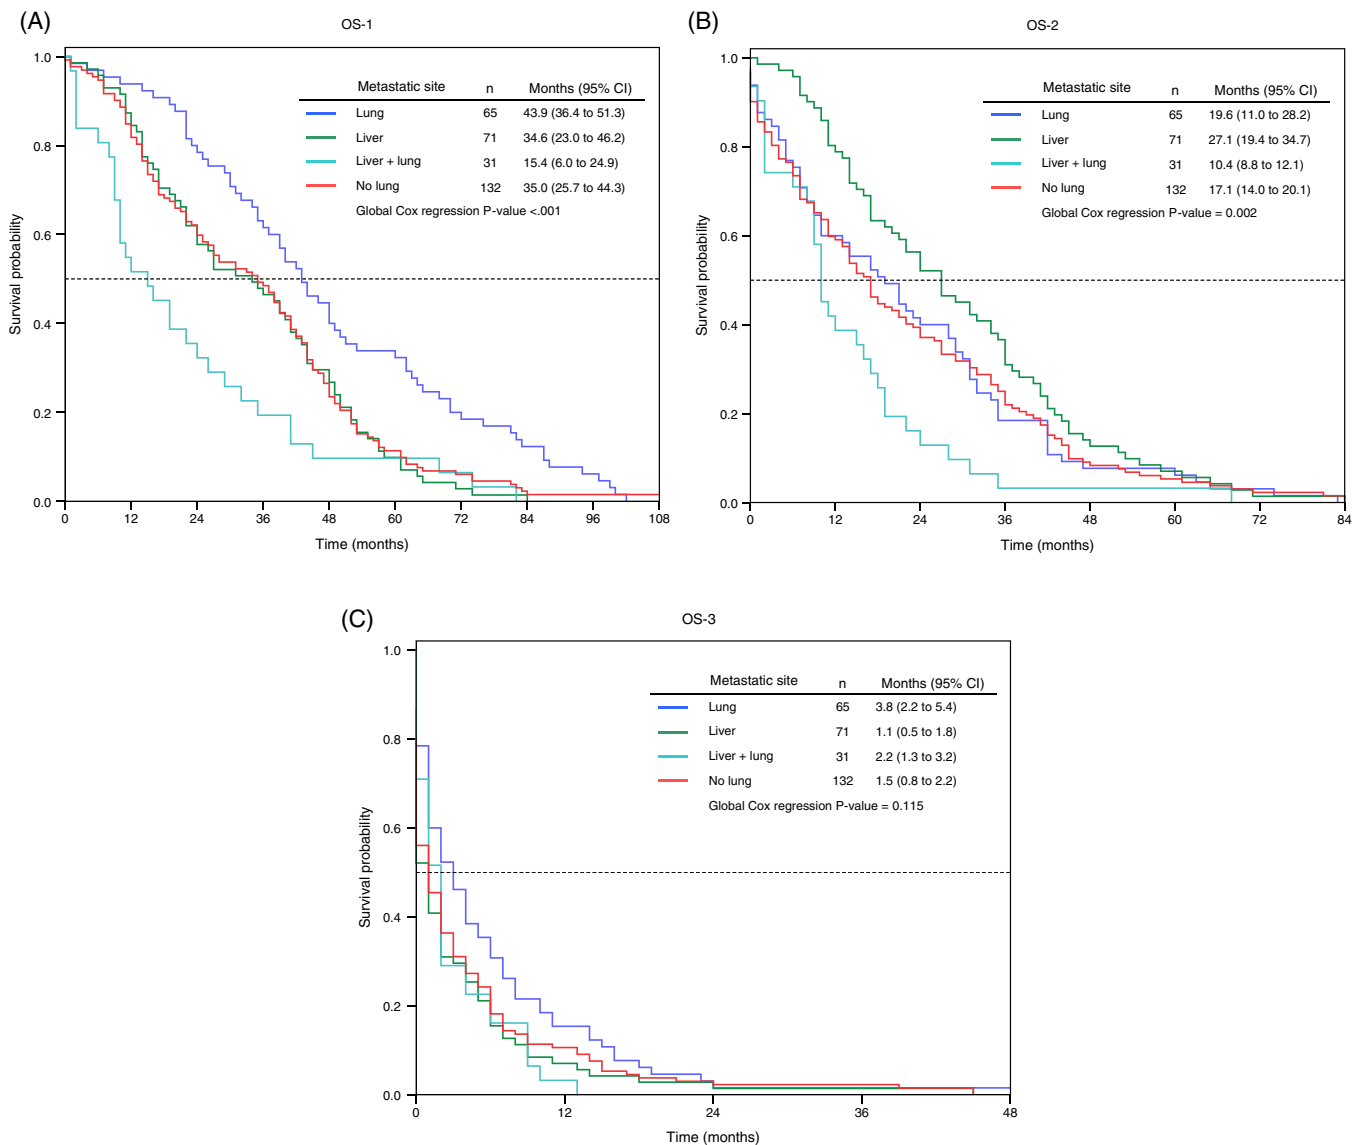 (A)
OS-1
Metastatic site n Months (95% CI)
Lung 65 43.9 (36.4 to 51.3)
Liver 71 34.6 (23.0 to 46.2)
Liver + lung 31 15.4 (6.0 to 24.9)
No lung 132 35.0 (25.7 to 44.3)
Global Cox regression P-value <.001
Survival probability
1.0
0.8
0.6
0.4
0.2
0.0
0 12 24 36 48 60 72 84 96 108
Time (months)
(B)
OS-2
Metastatic site n Months (95% CI)
Lung 65 19.6 (11.0 to 28.2)
Liver 71 27.1 (19.4 to 34.7)
Liver + lung 31 10.4 (8.8 to 12.1)
No lung 132 17.1 (14.0 to 20.1)
Global Cox regression P-value = 0.002
Survival probability
1.0
0.8
0.6
0.4
0.2
0.0
0 12 24 36 48 60 72 84
Time (months)
(C)
OS-3
Metastatic site n Months (95% CI)
Lung 65 3.8 (2.2 to 5.4)
Liver 71 1.1 (0.5 to 1.8)
Liver + lung 31 2.2 (1.3 to 3.2)
No lung 132 1.5 (0.8 to 2.2)
Global Cox regression P-value = 0.115
Survival probability
1.0
0.8
0.6
0.4
0.2
0.0
0 12 24 36 48
Time (months)